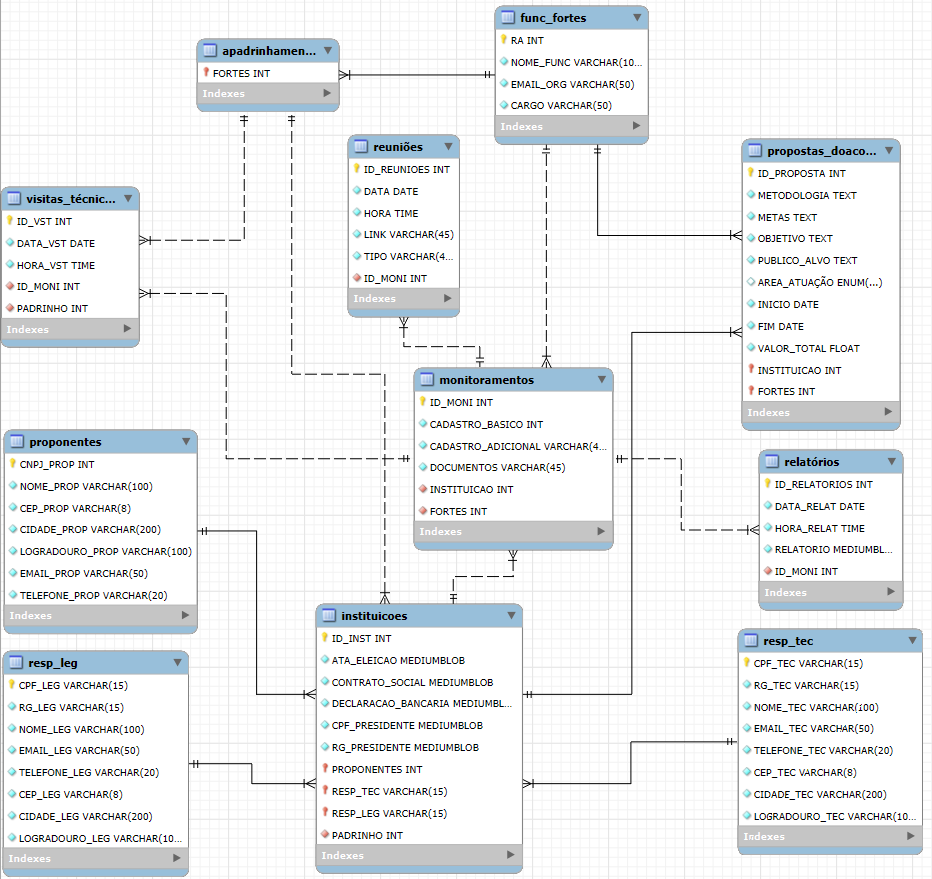 func_fortes
RA INT
NOME_FUNC VARCHAR(10...
EMAIL_ORG VARCHAR(50)
CARGO VARCHAR(50)
Indexes
apadrinhamen...
FORTES INT
Indexes
reuniões
ID_REUNIOES INT
DATA DATE
HORA TIME
LINK VARCHAR(45)
TIPO VARCHAR(4...
ID_MONI INT
Indexes
propostas_doaco...
ID_PROPOSTA INT
METODOLOGIA TEXT
METAS TEXT
OBJETIVO TEXT
PUBLICO_ALVO TEXT
AREA_ATUAÇÃO ENUM(...)
INICIO DATE
FIM DATE
VALOR_TOTAL FLOAT
INSTITUICAO INT
FORTES INT
Indexes
visitas_técnic...
ID_VST INT
DATA_VST DATE
HORA_VST TIME
ID_MONI INT
PADRINHO INT
Indexes
monitoramentos
ID_MONI INT
CADASTRO_BASICO INT
CADASTRO_ADICIONAL VARCHAR(4...
DOCUMENTOS VARCHAR(45)
INSTITUICAO INT
FORTES INT
Indexes
proponentes
CNPJ_PROP INT
NOME_PROP VARCHAR(100)
CEP_PROP VARCHAR(8)
CIDADE_PROP VARCHAR(200)
LOGRADOURO_PROP VARCHAR(100)
EMAIL_PROP VARCHAR(50)
TELEFONE_PROP VARCHAR(20)
Indexes
relatórios
ID_RELATORIOS INT
DATA_RELAT DATE
HORA_RELAT TIME
RELATORIO MEDIUMBL...
ID_MONI INT
Indexes
instituicoes
ID_INST INT
ATA_ELEICAO MEDIUMBLOB
CONTRATO_SOCIAL MEDIUMBLOB
DECLARACAO_BANCARIA MEDIUMBL...
CPF_PRESIDENTE MEDIUMBLOB
RG_PRESIDENTE MEDIUMBLOB
PROPONENTES INT
RESP_TEC VARCHAR(15)
RESP_LEG VARCHAR(15)
PADRINHO INT
Indexes
resp_leg
CPF_LEG VARCHAR(15)
RG_LEG VARCHAR(15)
NOME_LEG VARCHAR(100)
EMAIL_LEG VARCHAR(50)
TELEFONE_LEG VARCHAR(20)
CEP_LEG VARCHAR(8)
CIDADE_LEG VARCHAR(200)
LOGRADOURO_LEG VARCHAR(10...
Indexes
resp_tec
CPF_TEC VARCHAR(15)
RG_TEC VARCHAR(15)
NOME_TEC VARCHAR(100)
EMAIL_TEC VARCHAR(50)
TELEFONE_TEC VARCHAR(20)
CEP_TEC VARCHAR(8)
CIDADE_TEC VARCHAR(200)
LOGRADOURO_TEC VARCHAR(10...
Indexes